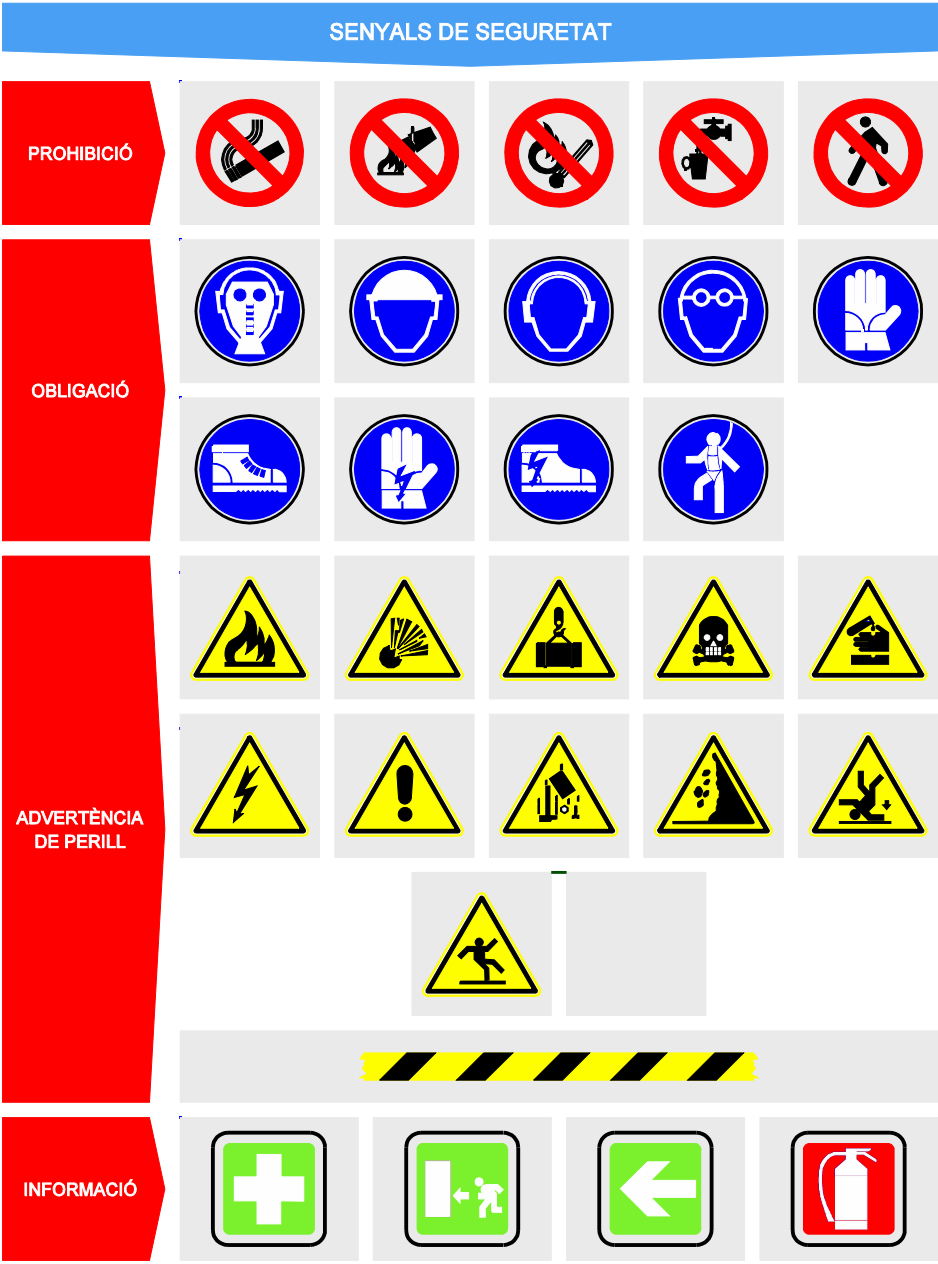 SENYALS DE SEGURETAT
PROHIBICIÓ
OBLIGACIÓ
ADVERTÈNCIA
DE PERILL
INFORMACIÓ